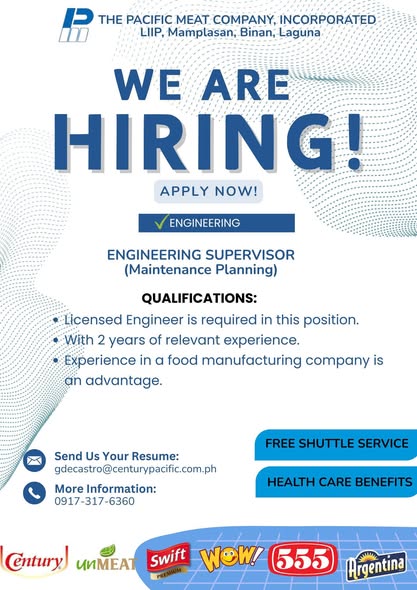 THE PACIFIC MEAT COMPANY, INCORPORATED
LIIP, Mamplasan, Binan, Laguna
WE ARE
HIRING!
APPLY NOW!
ENGINEERING
ENGINEERING SUPERVISOR
(Maintenance Planning)
QUALIFICATIONS:
• Licensed Engineer is required in this position.
• With 2 years of relevant experience.
• Experience in a food manufacturing company is
an advantage.
FREE SHUTTLE SERVICE
HEALTH CARE BENEFITS
Send Us Your Resume:
gdecastro@centurypacific.com.ph
More Information:
0917-317-6360
Century
unMEAT
Swift
WOW!
555
Argentina